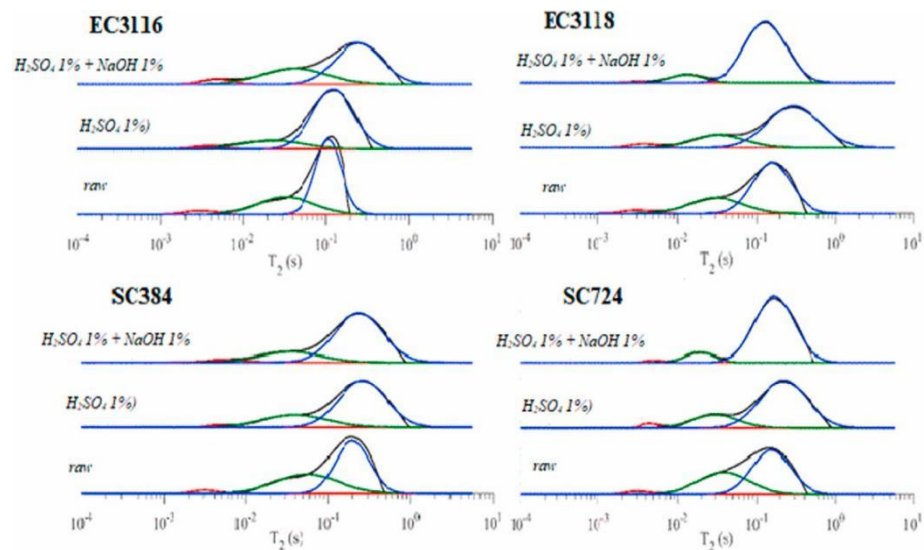 EC3116
H₂SO₄ 1% + NaOH 1%
H₂SO₄ 1%)
raw
10⁻⁴ 10⁻³ 10⁻² 10⁻¹ 10⁰ 10¹
T₂ (s)
EC3118
H₂SO₄ 1% + NaOH 1%
H₂SO₄ 1%)
raw
10⁻⁴ 10⁻³ 10⁻² 10⁻¹ 10⁰ 10¹
T₂ (s)
SC384
H₂SO₄ 1% + NaOH 1%
H₂SO₄ 1%)
raw
10⁻⁴ 10⁻³ 10⁻² 10⁻¹ 10⁰ 10¹
T₂ (s)
SC724
H₂SO₄ 1% + NaOH 1%
H₂SO₄ 1%)
raw
10⁻⁴ 10⁻³ 10⁻² 10⁻¹ 10⁰ 10¹
T₂ (s)